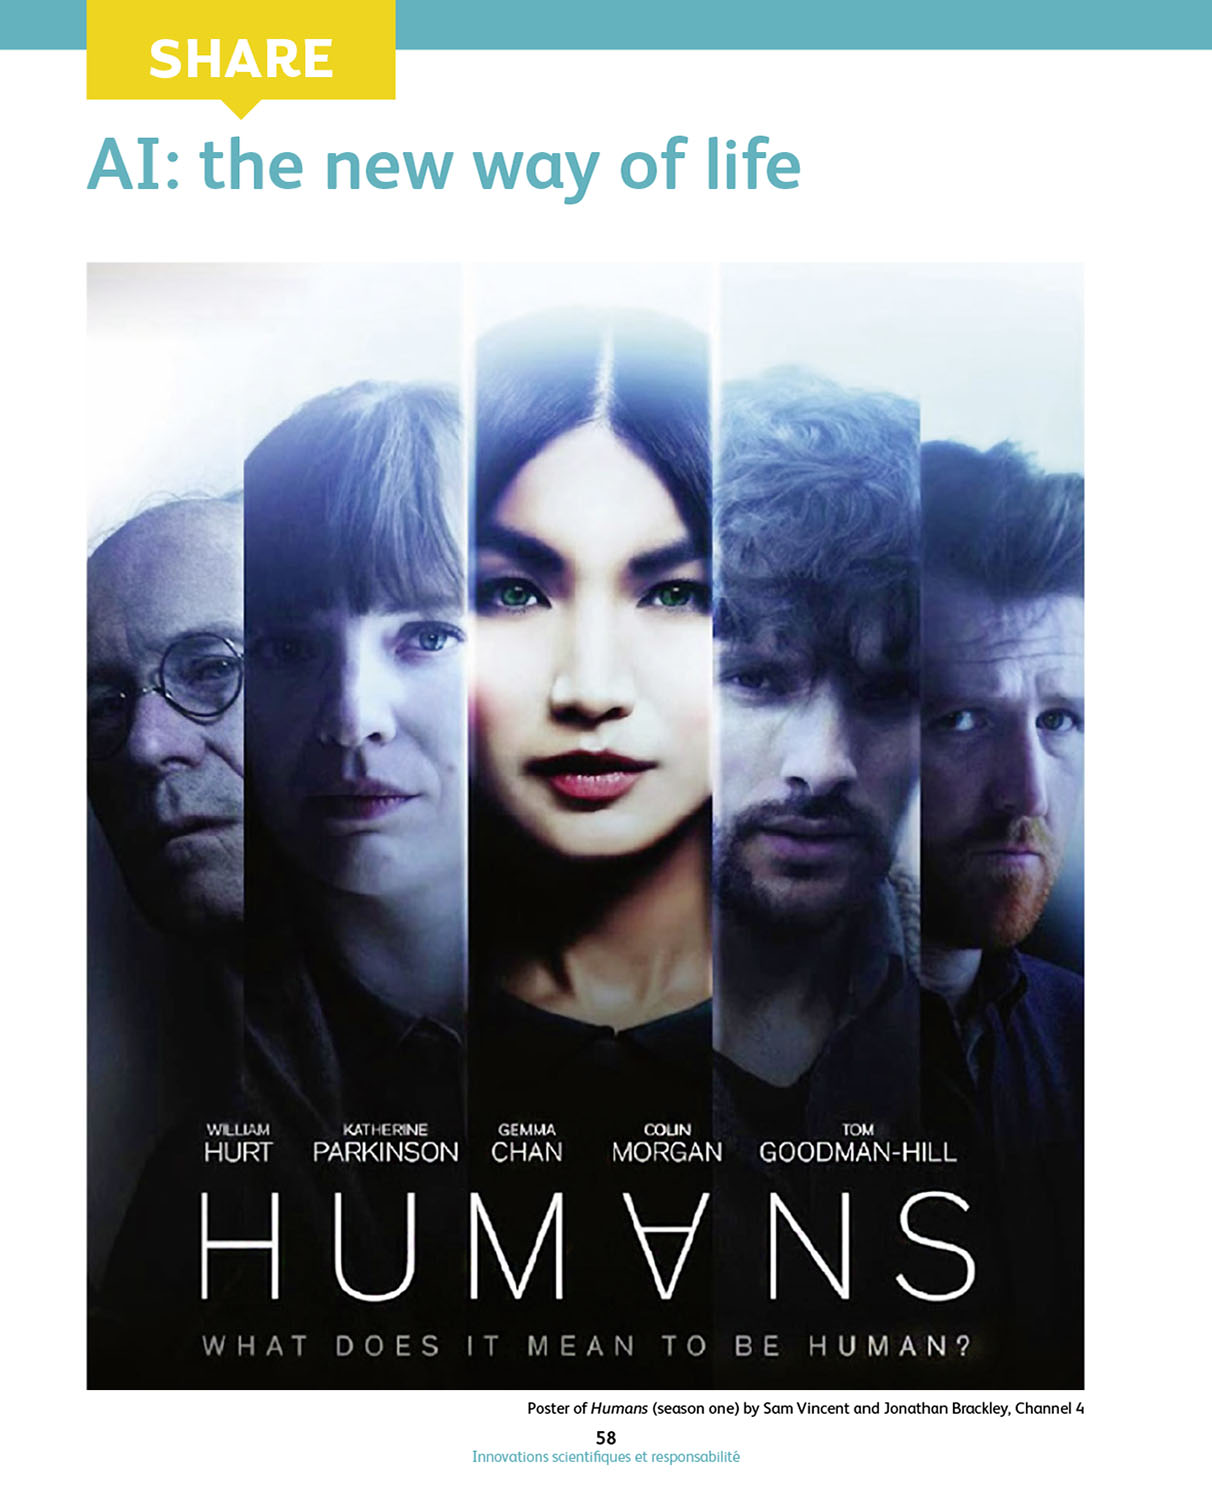 SHARE
AI: the new way of life
WILLIAM HURT
KATHERINE PARKINSON
GEMMA CHAN
COLIN MORGAN
TOM GOODMAN-HILL
HUM∀NS
WHAT DOES IT MEAN TO BE HUMAN?
Poster of Humans (season one) by Sam Vincent and Jonathan Brackley, Channel 4
58
Innovations scientifiques et responsabilité